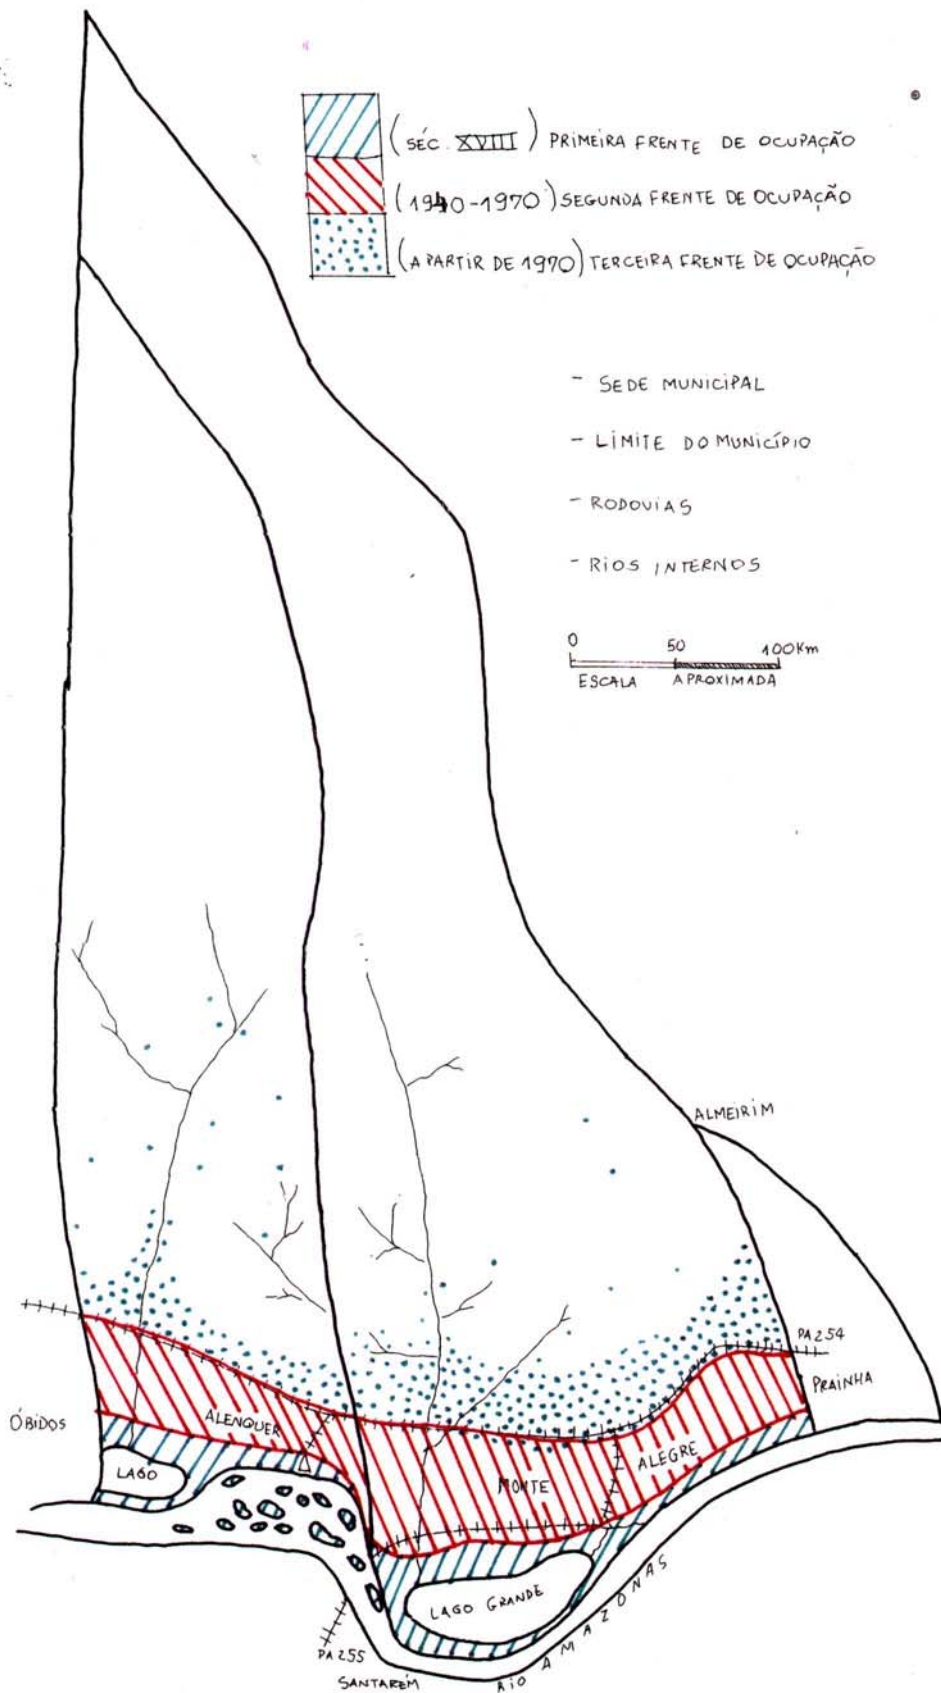 (SÉC. XVIII) PRIMEIRA FRENTE DE OCUPAÇÃO
(1940-1970) SEGUNDA FRENTE DE OCUPAÇÃO
(A PARTIR DE 1970) TERCEIRA FRENTE DE OCUPAÇÃO
- SEDE MUNICIPAL
- LIMITE DO MUNICÍPIO
- RODOVIAS
- RIOS INTERNOS
0 50 100Km
ESCALA APROXIMADA
ALMEIRIM
PA 254
PRAINHA
ÓBIDOS
ALENQUER
ALEGRE
LAGO
MONTE
LAGO GRANDE
PA 255
SANTARÉM
RIO AMAZONAS